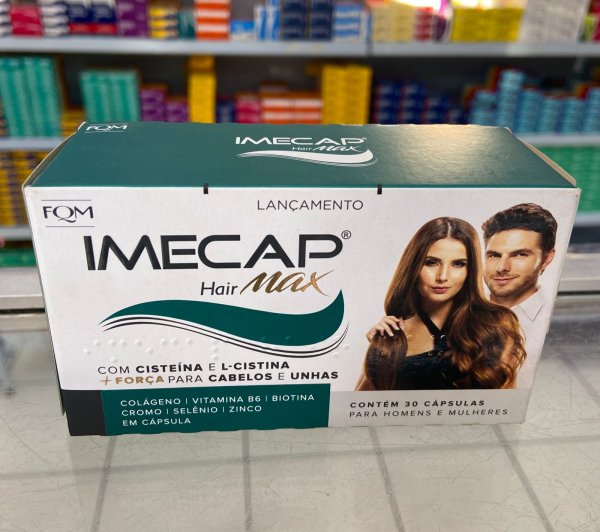 FQM
IMECAP®
Hair Max
LANÇAMENTO
FQM
IMECAP®
Hair Max
COM CISTEÍNA E L-CISTINA
+ FORÇA PARA CABELOS E UNHAS
COLÁGENO | VITAMINA B6 | BIOTINA
CROMO | SELÊNIO | ZINCO
EM CÁPSULA
CONTÉM 30 CÁPSULAS
PARA HOMENS E MULHERES